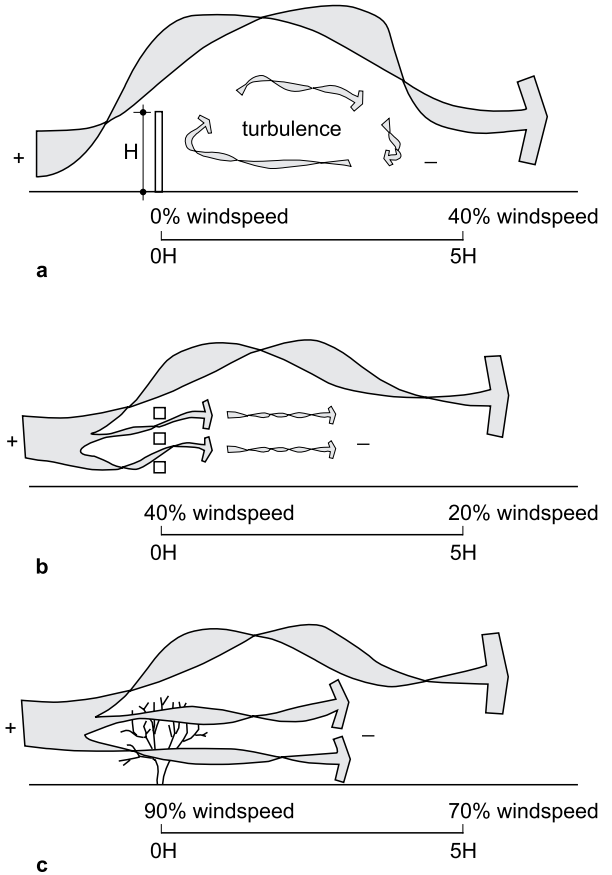 +
H
turbulence
–
0% windspeed 40% windspeed
0H 5H
a
+
–
40% windspeed 20% windspeed
0H 5H
b
+
–
90% windspeed 70% windspeed
0H 5H
c